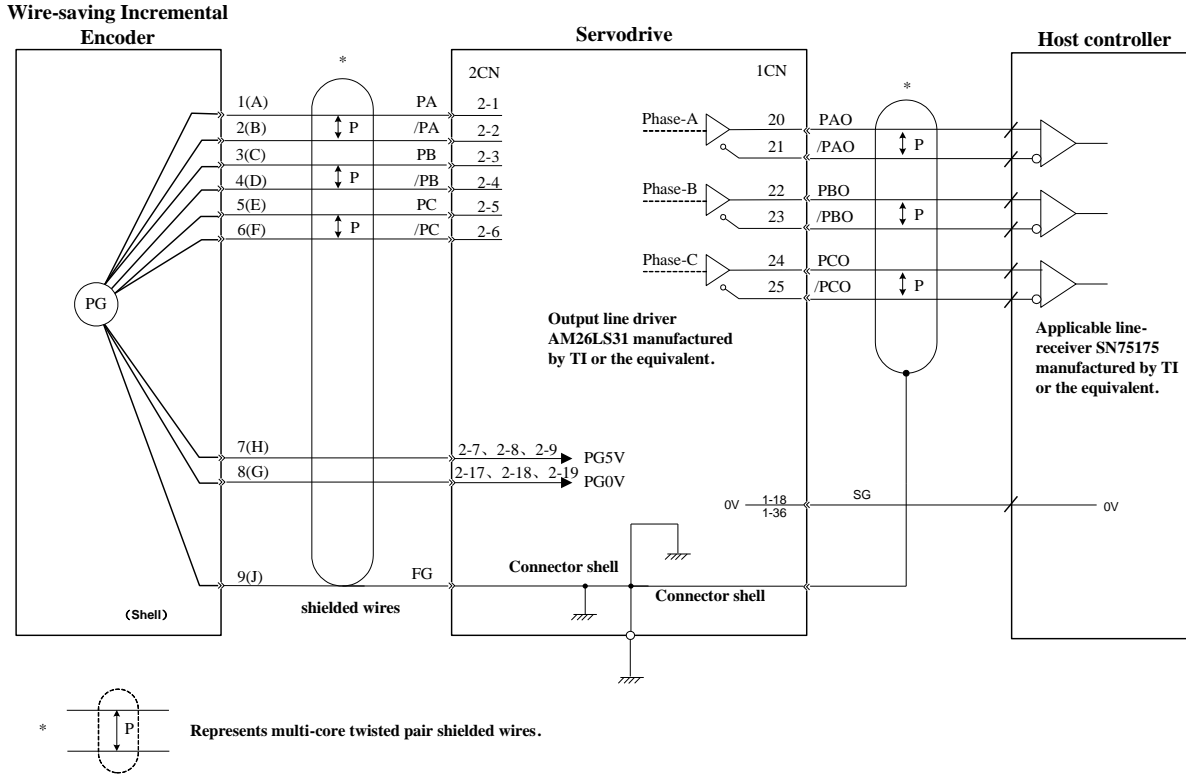 Wire-saving Incremental
Encoder
Servodrive
Host controller
*
2CN
1CN
*
1(A)
PA
2-1
2(B)
P
/PA
2-2
3(C)
PB
2-3
4(D)
P
/PB
2-4
5(E)
PC
2-5
6(F)
P
/PC
2-6
PG
Phase-A
20
PAO
21
/PAO
P
Phase-B
22
PBO
23
/PBO
P
Phase-C
24
PCO
25
/PCO
P
Output line driver
AM26LS31 manufactured
by TI or the equivalent.
Applicable line-
receiver SN75175
manufactured by TI
or the equivalent.
7(H)
2-7、2-8、2-9
PG5V
8(G)
2-17、2-18、2-19
PG0V
0V
1-18
1-36
SG
0V
9(J)
FG
Connector shell
Connector shell
(Shell)
shielded wires
*
P
Represents multi-core twisted pair shielded wires.